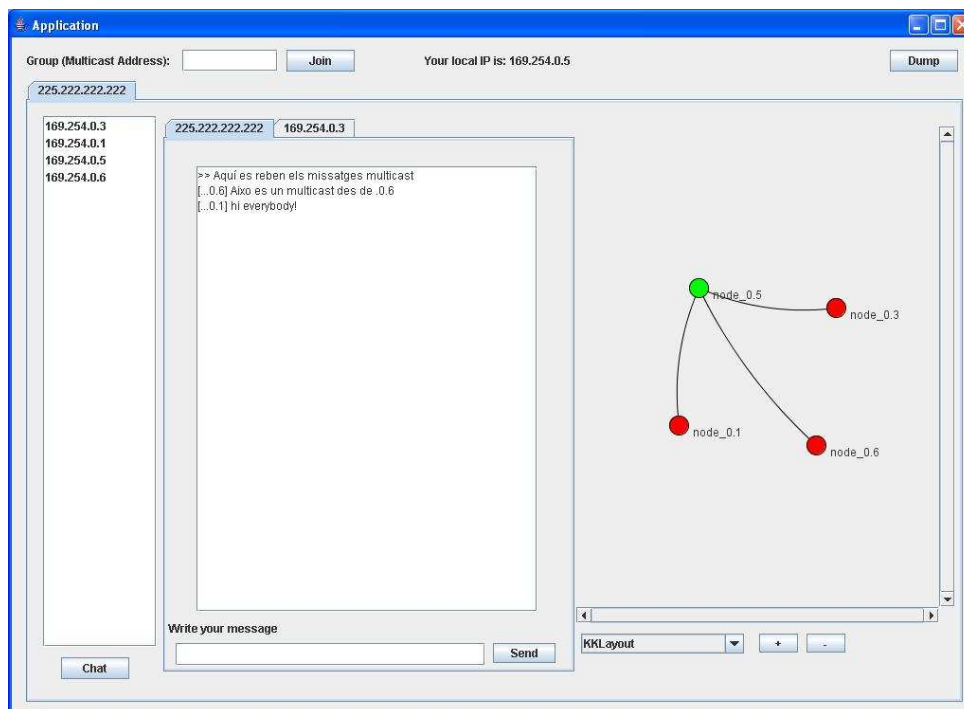 Application
Group (Multicast Address):
Join
Your local IP is: 169.254.0.5
Dump
225.222.222.222
169.254.0.3
169.254.0.1
169.254.0.5
169.254.0.6
225.222.222.222
169.254.0.3
>> Aquí es reben els missatges multicast
[...0.6] Aixo es un multicast des de .0.6
[...0.1] hi everybody!
node_0.5
node_0.3
node_0.1
node_0.6
Write your message
Send
Chat
KKLayout
+
-